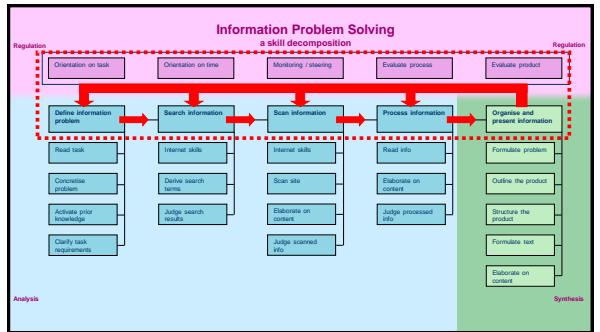 Information Problem Solving
a skill decomposition
Regulation
Regulation
Orientation on task
Orientation on time
Monitoring / steering
Evaluate process
Evaluate product
Define information
problem
Search information
Scan information
Process information
Organise and
present information
Read task
Internet skills
Internet skills
Read info
Formulate problem
Concretise
problem
Derive search
terms
Scan site
Elaborate on
content
Outline the product
Activate prior
knowledge
Judge search
results
Elaborate on
content
Judge processed
info
Structure the
product
Clarify task
requirements
Judge scanned
info
Formulate text
Elaborate on
content
Analysis
Synthesis